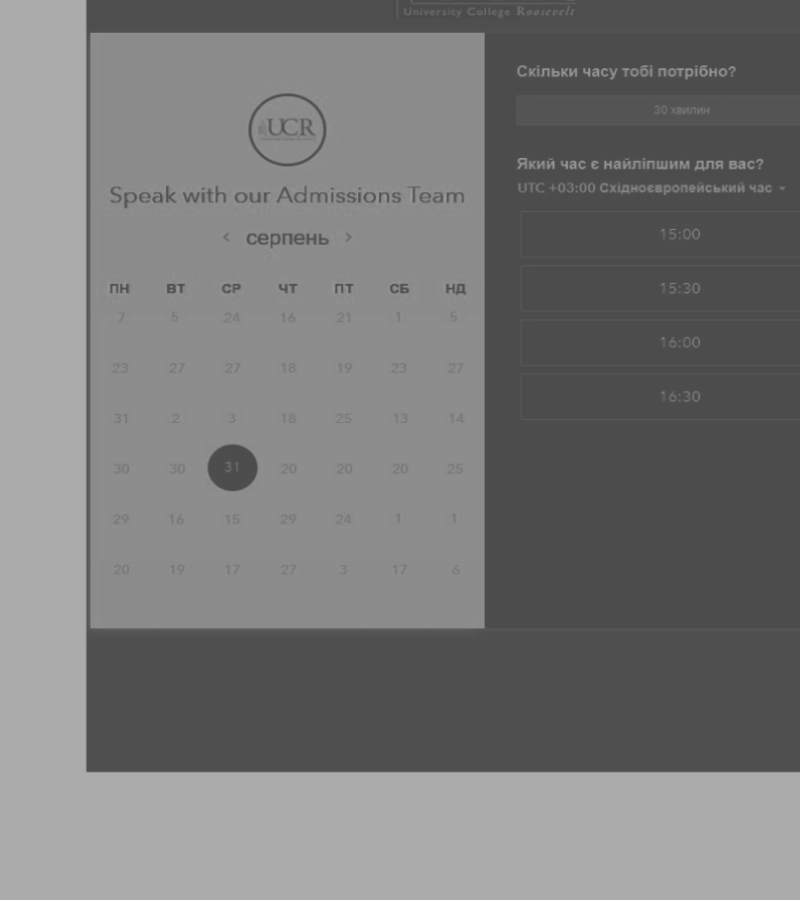 University College Roosevelt
UCR
Speak with our Admissions Team
‹ серпень ›
ПН ВТ СР ЧТ ПТ СБ НД
7 5 24 16 21 1 5
23 27 27 18 19 23 27
31 2 3 18 25 13 14
30 30 31 20 20 20 25
29 16 15 29 24 1 1
20 19 17 27 3 17 6
Скільки часу тобі потрібно?
30 хвилин
Який час є найліпшим для вас?
UTC +03:00 Східноєвропейський час
15:00
15:30
16:00
16:30